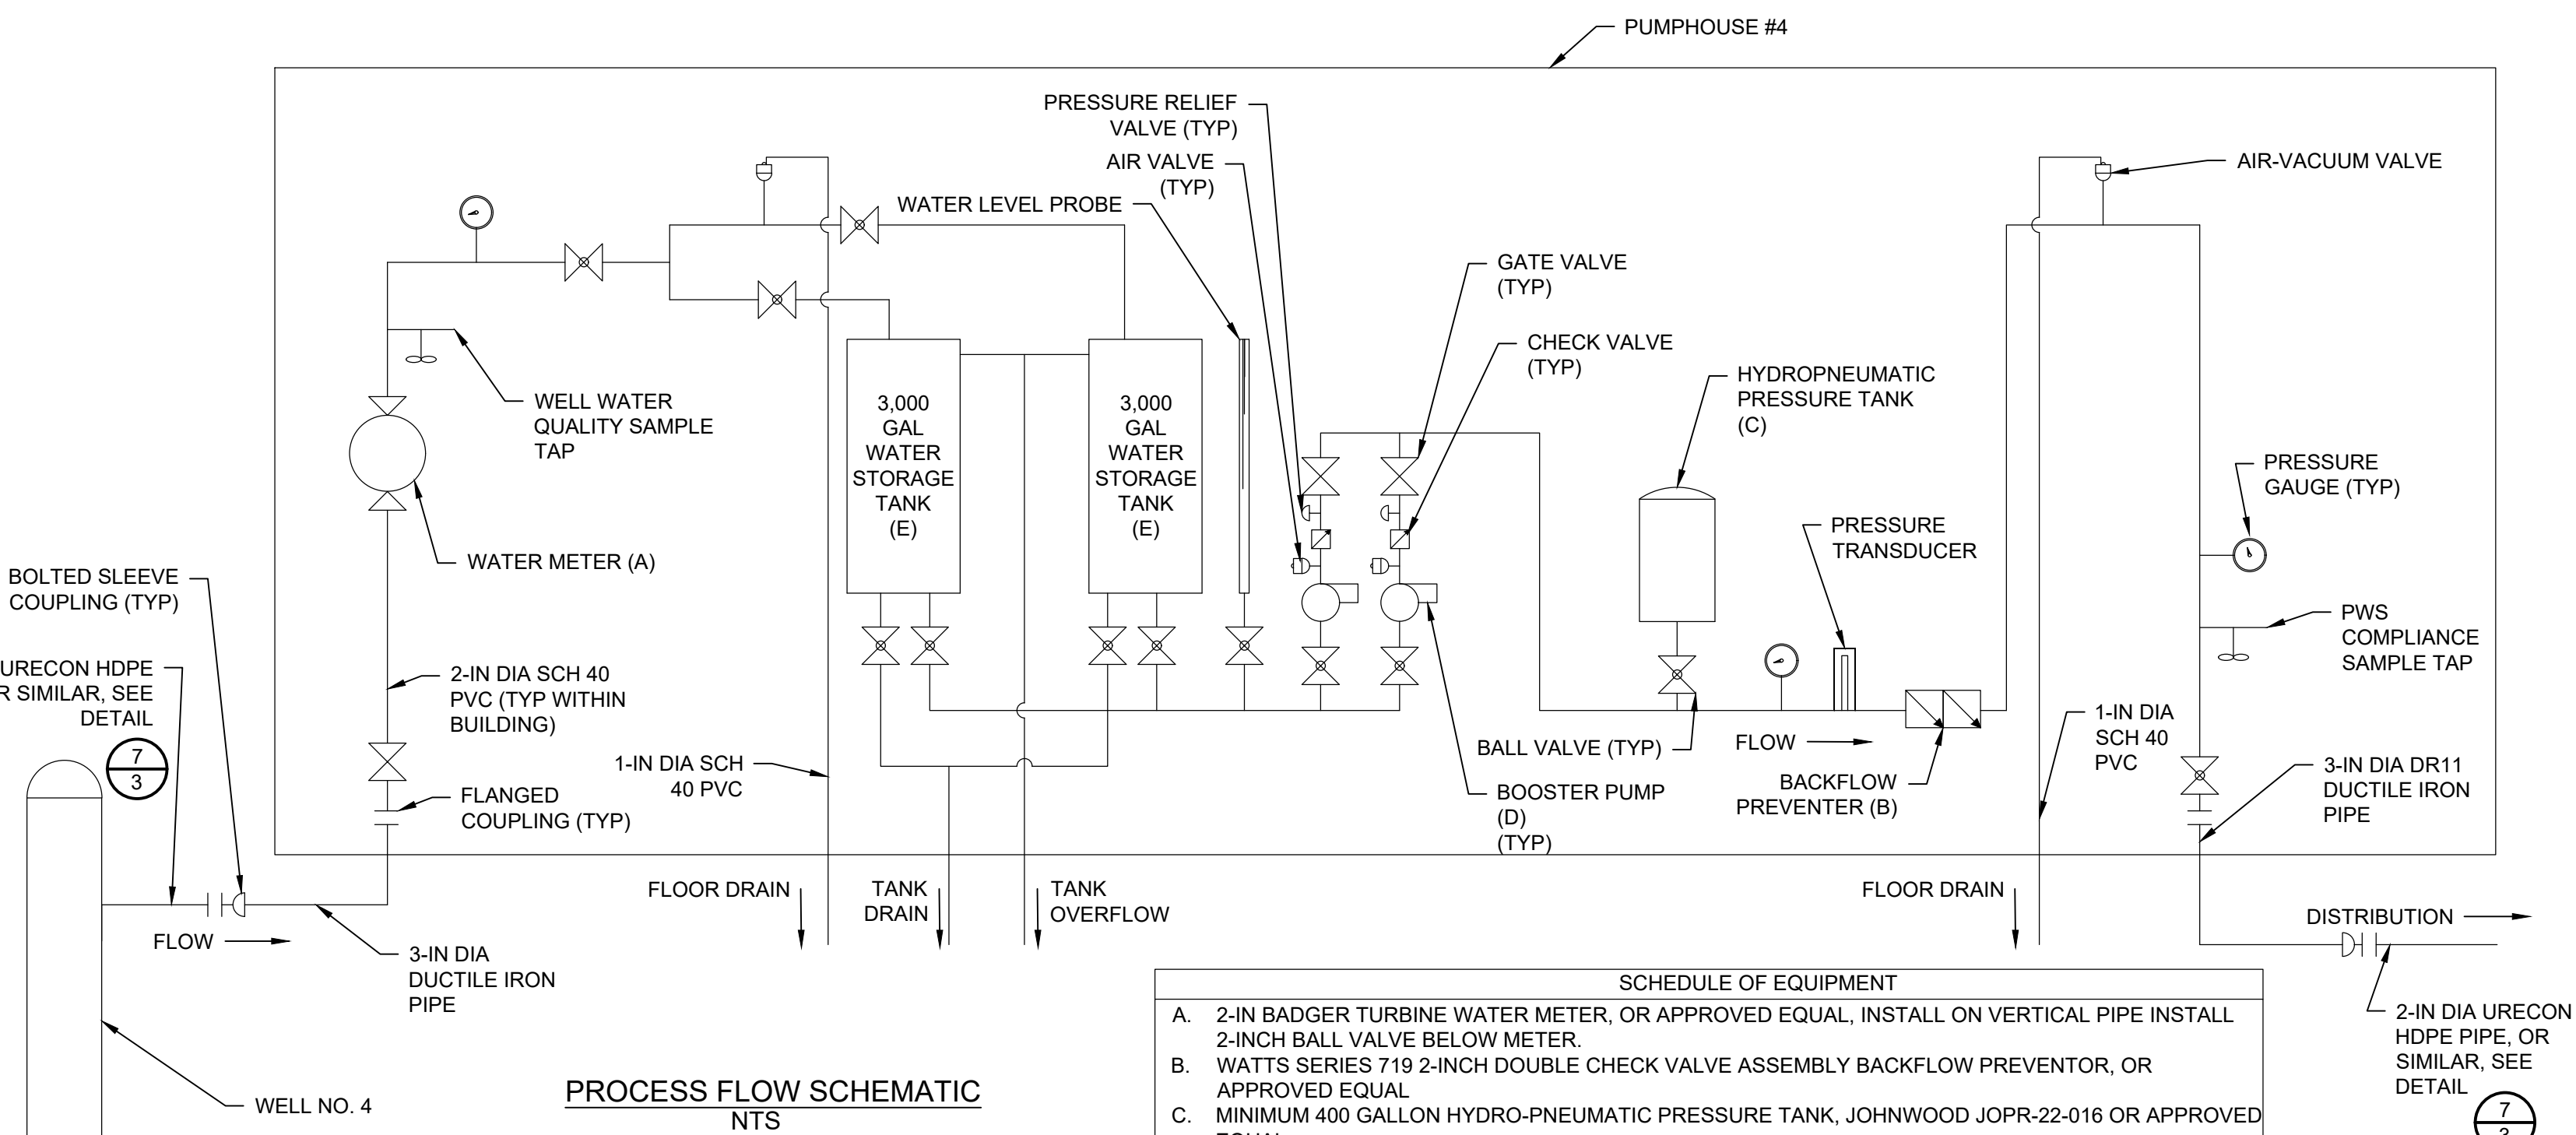 PUMPHOUSE #4
PRESSURE RELIEF
VALVE (TYP)
AIR VALVE
(TYP)
WATER LEVEL PROBE
AIR-VACUUM VALVE
GATE VALVE
(TYP)
CHECK VALVE
(TYP)
HYDROPNEUMATIC
PRESSURE TANK
(C)
WELL WATER
QUALITY SAMPLE
TAP
3,000
GAL
WATER
STORAGE
TANK
(E)
3,000
GAL
WATER
STORAGE
TANK
(E)
PRESSURE
GAUGE (TYP)
PRESSURE
TRANSDUCER
WATER METER (A)
BOLTED SLEEVE
COUPLING (TYP)
URECON HDPE
R SIMILAR, SEE
DETAIL
7
3
2-IN DIA SCH 40
PVC (TYP WITHIN
BUILDING)
PWS
COMPLIANCE
SAMPLE TAP
1-IN DIA SCH
40 PVC
FLANGED
COUPLING (TYP)
BALL VALVE (TYP)
FLOW
BACKFLOW
PREVENTER (B)
BOOSTER PUMP
(D)
(TYP)
1-IN DIA
SCH 40
PVC
3-IN DIA DR11
DUCTILE IRON
PIPE
FLOOR DRAIN
TANK
DRAIN
TANK
OVERFLOW
FLOOR DRAIN
DISTRIBUTION
FLOW
3-IN DIA
DUCTILE IRON
PIPE
WELL NO. 4
2-IN DIA URECON
HDPE PIPE, OR
SIMILAR, SEE
DETAIL
7
3
PROCESS FLOW SCHEMATIC
NTS
SCHEDULE OF EQUIPMENT
A. 2-IN BADGER TURBINE WATER METER, OR APPROVED EQUAL, INSTALL ON VERTICAL PIPE INSTALL
2-INCH BALL VALVE BELOW METER.
B. WATTS SERIES 719 2-INCH DOUBLE CHECK VALVE ASSEMBLY BACKFLOW PREVENTOR, OR
APPROVED EQUAL
C. MINIMUM 400 GALLON HYDRO-PNEUMATIC PRESSURE TANK, JOHNWOOD JOPR-22-016 OR APPROVED